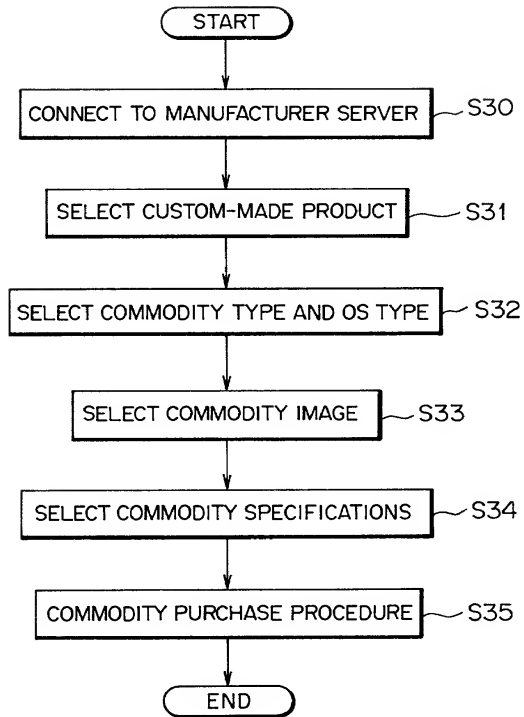 START
CONNECT TO MANUFACTURER SERVER S30
SELECT CUSTOM-MADE PRODUCT S31
SELECT COMMODITY TYPE AND OS TYPE S32
SELECT COMMODITY IMAGE S33
SELECT COMMODITY SPECIFICATIONS S34
COMMODITY PURCHASE PROCEDURE S35
END